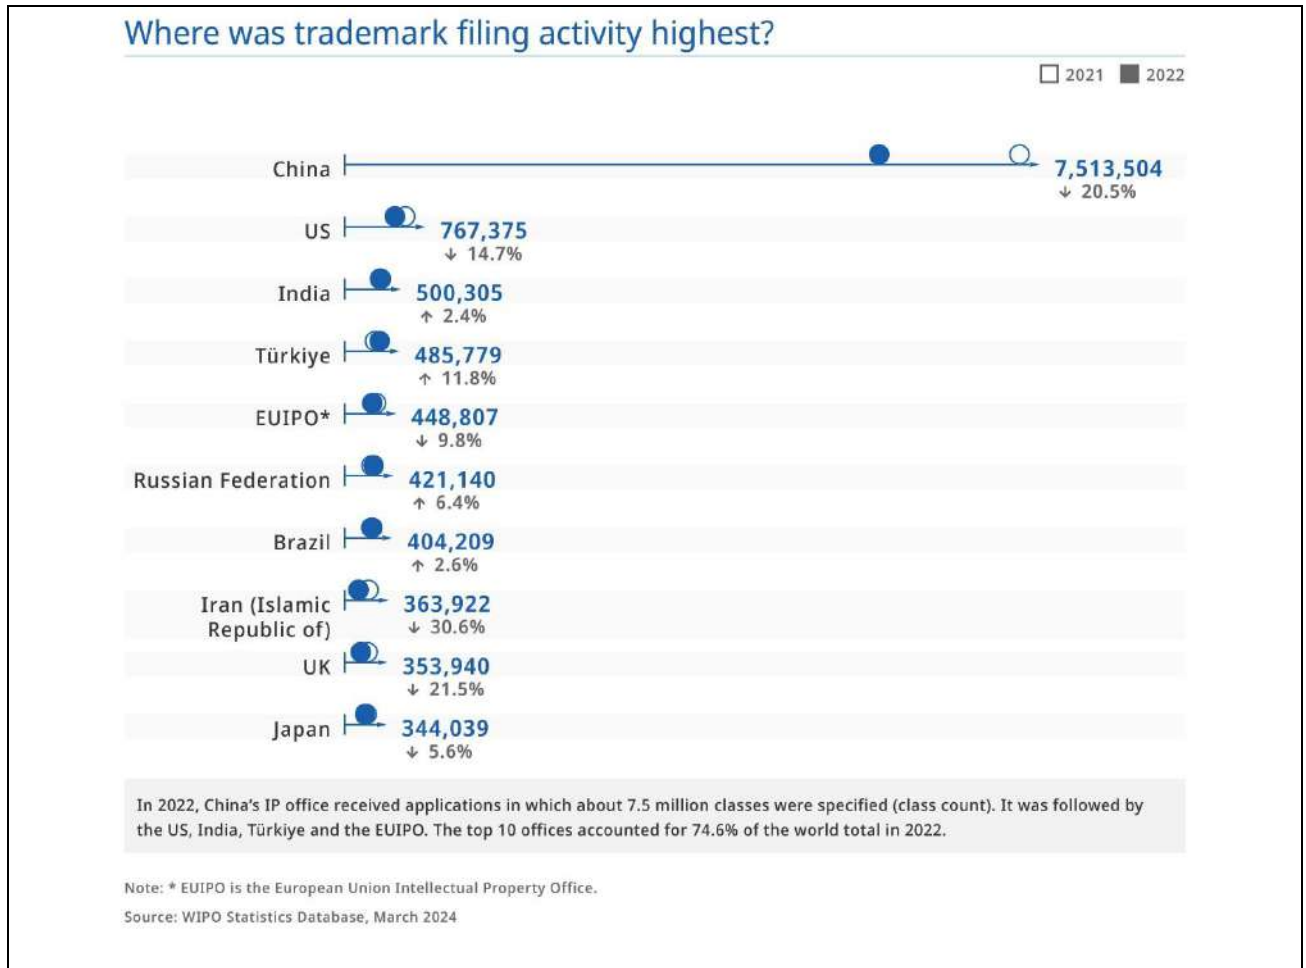 Where was trademark filing activity highest?
2021 2022
China
7,513,504
↓ 20.5%
US
767,375
↓ 14.7%
India
500,305
↑ 2.4%
Türkiye
485,779
↑ 11.8%
EUIPO*
448,807
↓ 9.8%
Russian Federation
421,140
↑ 6.4%
Brazil
404,209
↑ 2.6%
Iran (Islamic
Republic of)
363,922
↓ 30.6%
UK
353,940
↓ 21.5%
Japan
344,039
↓ 5.6%
In 2022, China's IP office received applications in which about 7.5 million classes were specified (class count). It was followed by
the US, India, Türkiye and the EUIPO. The top 10 offices accounted for 74.6% of the world total in 2022.
Note: * EUIPO is the European Union Intellectual Property Office.
Source: WIPO Statistics Database, March 2024